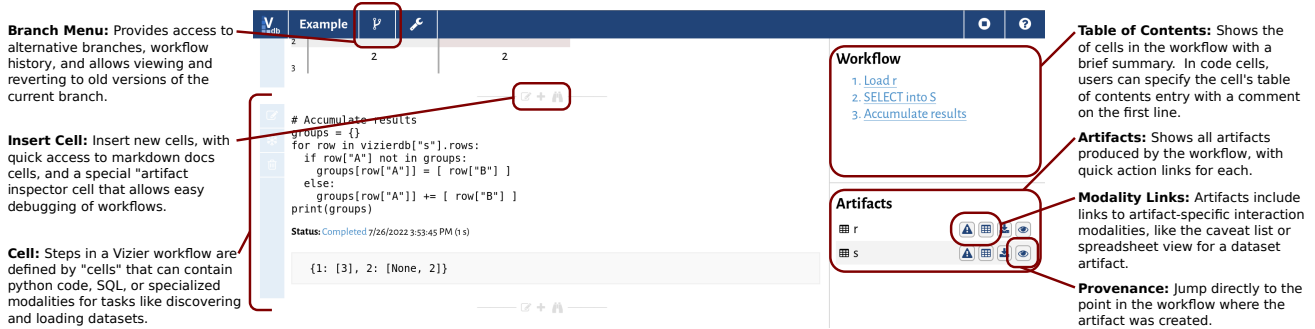 Branch Menu: Provides access to
alternative branches, workflow
history, and allows viewing and
reverting to old versions of the
current branch.
Insert Cell: Insert new cells, with
quick access to markdown docs
cells, and a special "artifact
inspector cell that allows easy
debugging of workflows.
Cell: Steps in a Vizier workflow are
defined by "cells" that can contain
python code, SQL, or specialized
modalities for tasks like discovering
and loading datasets.
Vdb Example
2
2 2
3
# Accumulate results
groups = {}
for row in vizierdb["s"].rows:
  if row["A"] not in groups:
    groups[row["A"]] = [ row["B"] ]
  else:
    groups[row["A"]] += [ row["B"] ]
print(groups)
Status: Completed 7/26/2022 3:53:45 PM (1 s)
{1: [3], 2: [None, 2]}
Workflow
1. Load r
2. SELECT into S
3. Accumulate results
Artifacts
r
s
Table of Contents: Shows the
of cells in the workflow with a
brief summary. In code cells,
users can specify the cell's table
of contents entry with a comment
on the first line.
Artifacts: Shows all artifacts
produced by the workflow, with
quick action links for each.
Modality Links: Artifacts include
links to artifact-specific interaction
modalities, like the caveat list or
spreadsheet view for a dataset
artifact.
Provenance: Jump directly to the
point in the workflow where the
artifact was created.